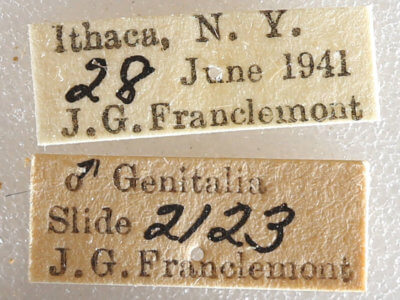 Ithaca, N. Y.
28 June 1941
J. G. Franclemont
♂ Genitalia
Slide 2123
J. G. Franclemont